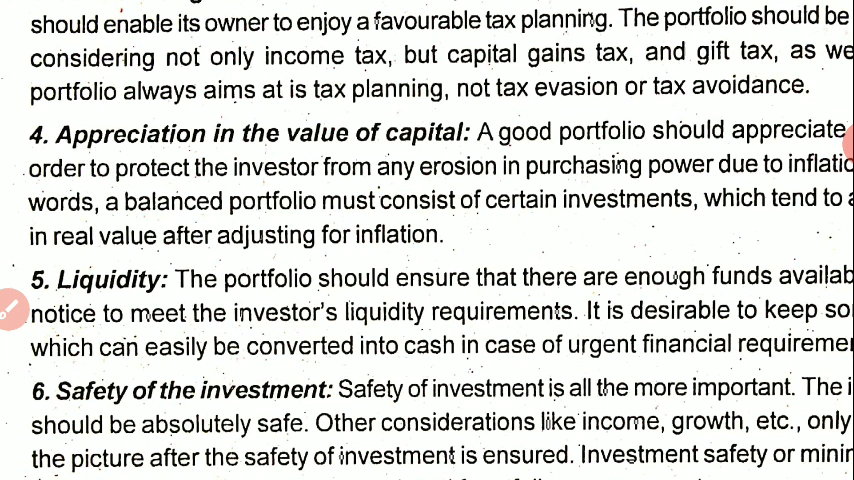 should enable its owner to enjoy a favourable tax planning. The portfolio should be
considering not only income tax, but capital gains tax, and gift tax, as we
portfolio always aims at is tax planning, not tax evasion or tax avoidance.
4. Appreciation in the value of capital: A good portfolio should appreciate
order to protect the investor from any erosion in purchasing power due to inflatio
words, a balanced portfolio must consist of certain investments, which tend to a
in real value after adjusting for inflation.
5. Liquidity: The portfolio should ensure that there are enough funds availab
notice to meet the investor's liquidity requirements. It is desirable to keep so
which can easily be converted into cash in case of urgent financial requiremen
6. Safety of the investment: Safety of investment is all the more important. The i
should be absolutely safe. Other considerations like income, growth, etc., only
the picture after the safety of investment is ensured. Investment safety or minim